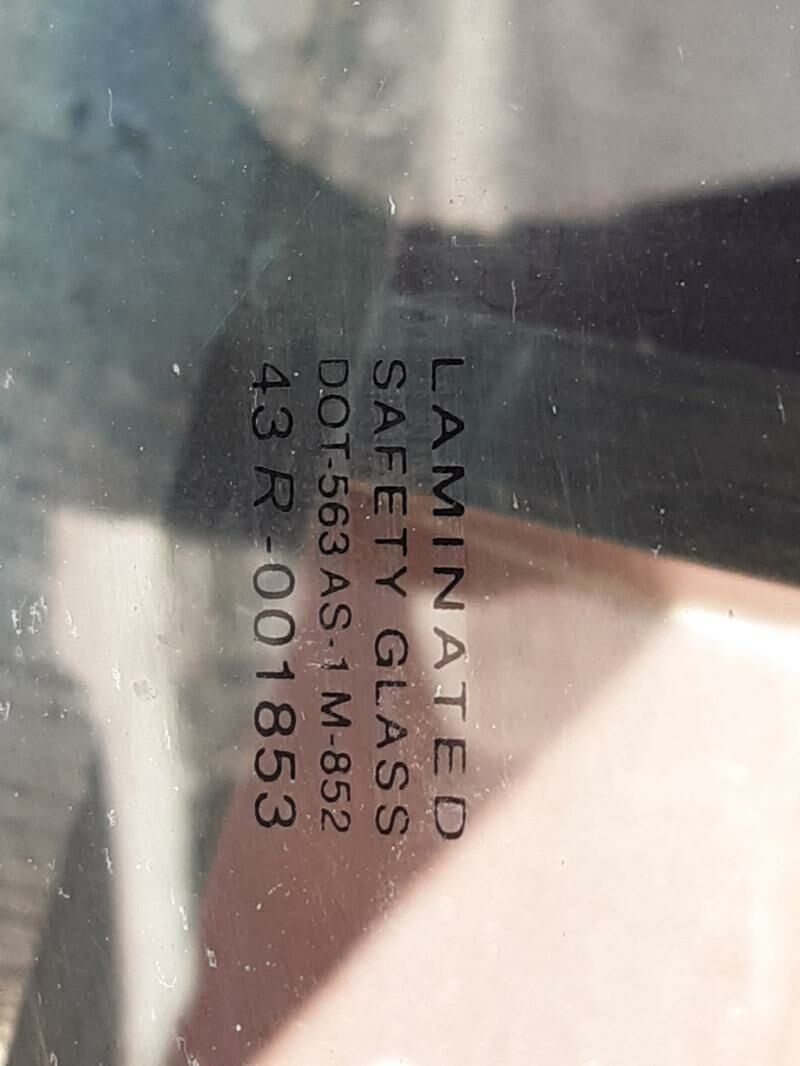 LAMINATED
SAFETY GLASS
DOT-563 AS-1 M-852
43 R -001853